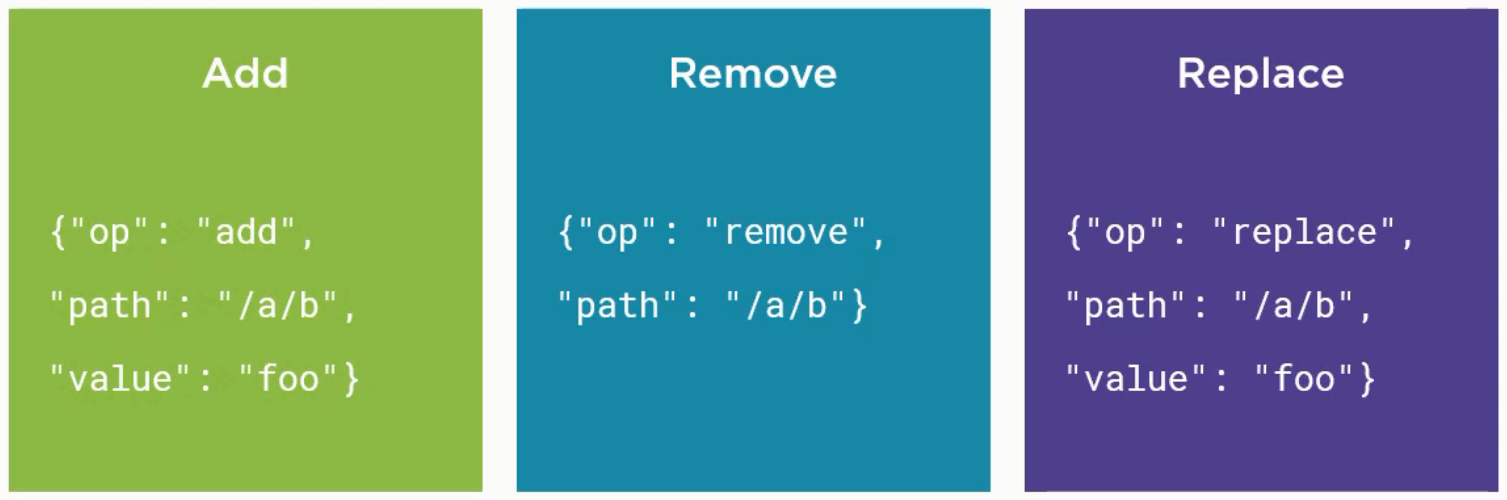 Add
{"op": "add",
"path": "/a/b",
"value": "foo"}
Remove
{"op": "remove",
"path": "/a/b"}
Replace
{"op": "replace",
"path": "/a/b",
"value": "foo"}